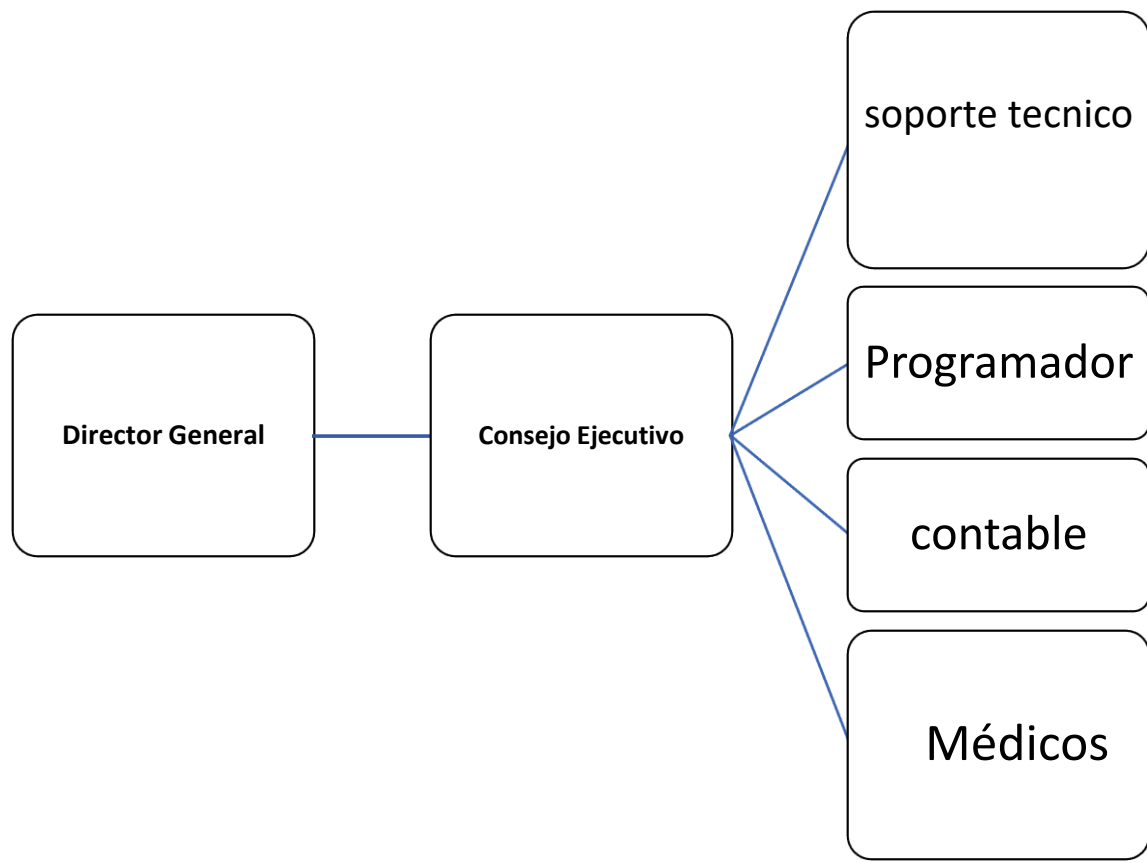 Director General
Consejo Ejecutivo
soporte tecnico
Programador
contable
Médicos